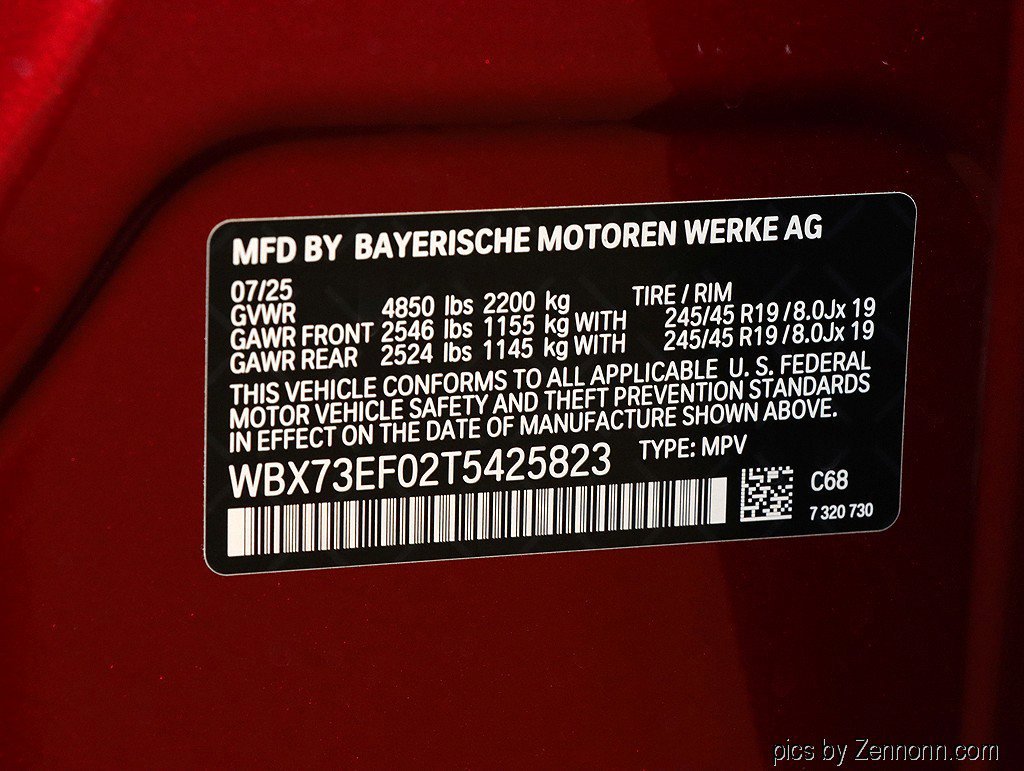 MFD BY BAYERISCHE MOTOREN WERKE AG
07/25
GVWR 4850 lbs 2200 kg TIRE / RIM
GAWR FRONT 2546 lbs 1155 kg WITH 245/45 R19 / 8.0Jx 19
GAWR REAR 2524 lbs 1145 kg WITH 245/45 R19 / 8.0Jx 19
THIS VEHICLE CONFORMS TO ALL APPLICABLE U. S. FEDERAL
MOTOR VEHICLE SAFETY AND THEFT PREVENTION STANDARDS
IN EFFECT ON THE DATE OF MANUFACTURE SHOWN ABOVE.
WBX73EF02T5425823 TYPE: MPV
C68
7 320 730
pics by Zennonn.com